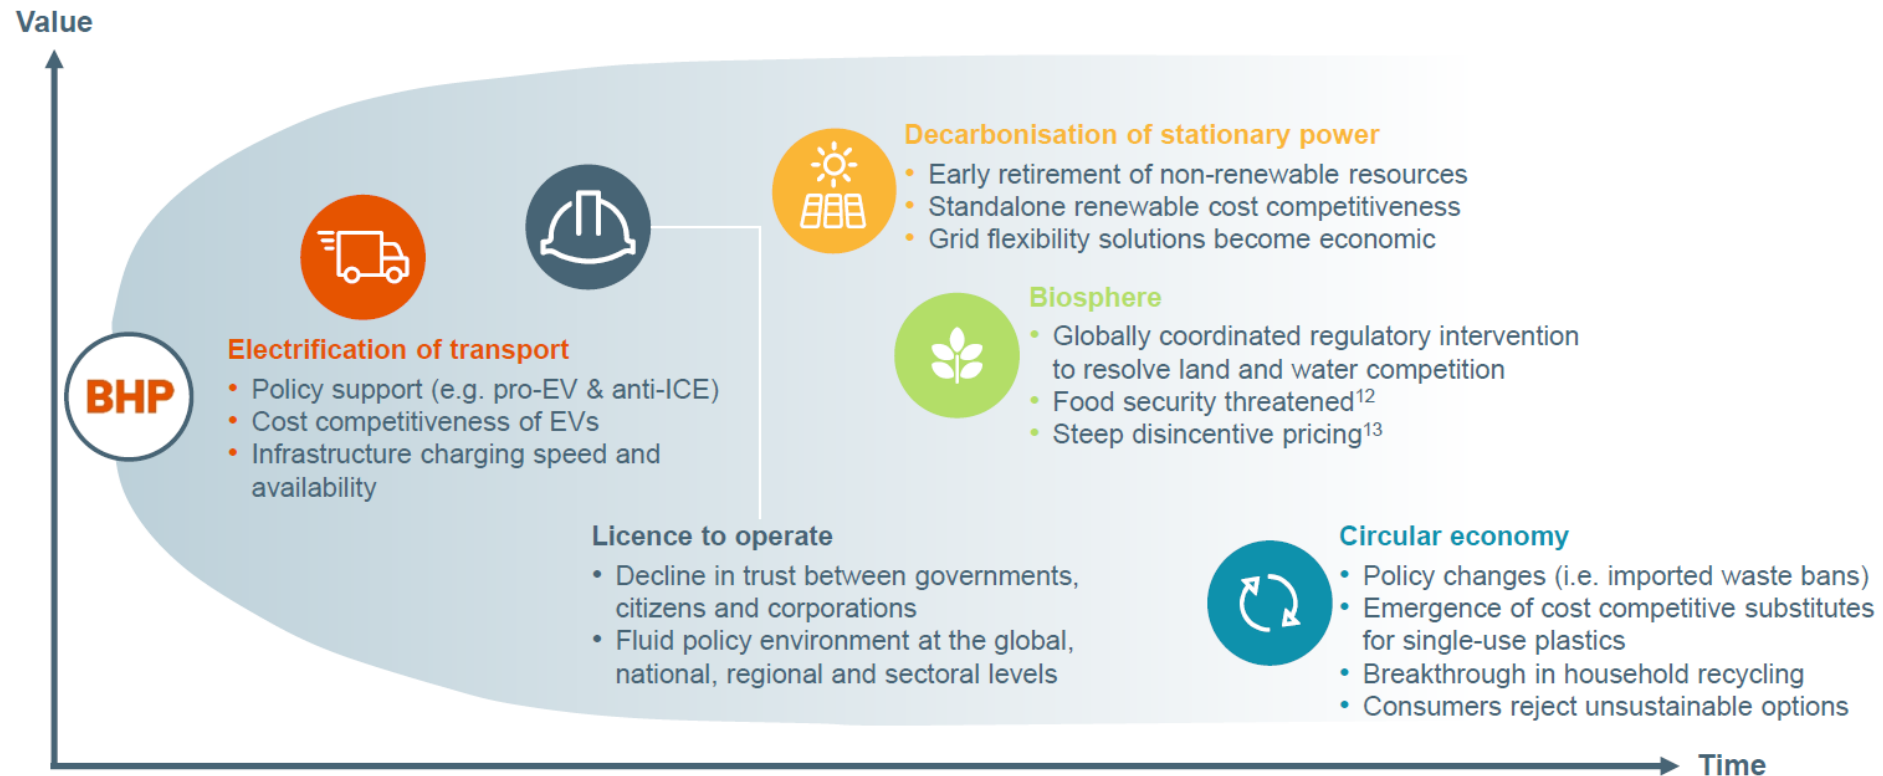 Value
BHP
Electrification of transport
• Policy support (e.g. pro-EV & anti-ICE)
• Cost competitiveness of EVs
• Infrastructure charging speed and
availability
Licence to operate
• Decline in trust between governments,
citizens and corporations
• Fluid policy environment at the global,
national, regional and sectoral levels
Decarbonisation of stationary power
• Early retirement of non-renewable resources
• Standalone renewable cost competitiveness
• Grid flexibility solutions become economic
Biosphere
• Globally coordinated regulatory intervention
to resolve land and water competition
• Food security threatened¹²
• Steep disincentive pricing¹³
Circular economy
• Policy changes (i.e. imported waste bans)
• Emergence of cost competitive substitutes
for single-use plastics
• Breakthrough in household recycling
• Consumers reject unsustainable options
Time